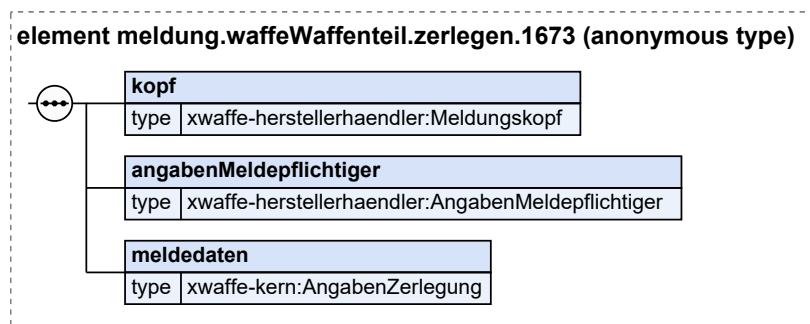 element meldung.waffeWaffenteil.zerlegen.1673 (anonymous type)
kopf
type xwaffe-herstellerhaendler:Meldungskopf
angabenMeldepflichtiger
type xwaffe-herstellerhaendler:AngabenMeldepflichtiger
meldedaten
type xwaffe-kern:AngabenZerlegung